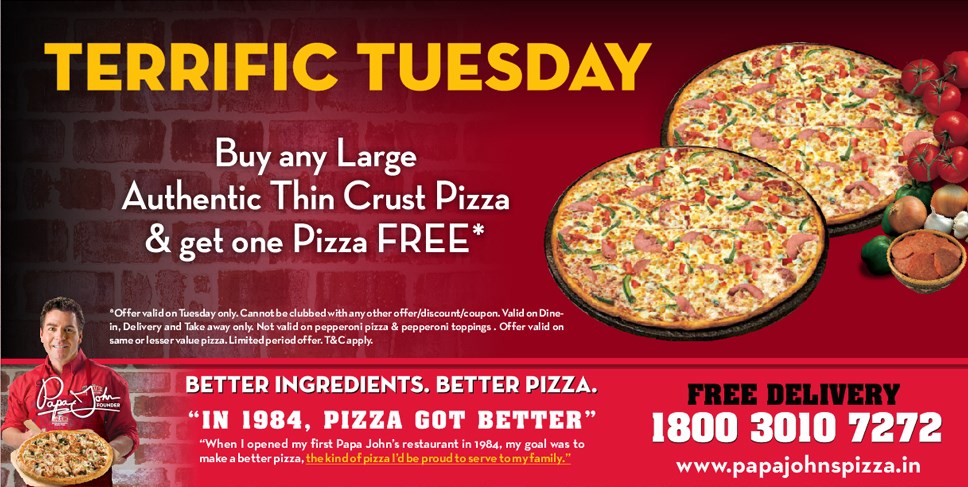 TERRIFIC TUESDAY
Buy any Large
Authentic Thin Crust Pizza
& get one Pizza FREE*
*Offer valid on Tuesday only. Cannot be clubbed with any other offer/discount/coupon. Valid on Dine-
in, Delivery and Take away only. Not valid on pepperoni pizza & pepperoni toppings . Offer valid on
same or lesser value pizza. Limited period offer. T&C apply.
Papa John
FOUNDER
BETTER INGREDIENTS. BETTER PIZZA.
“IN 1984, PIZZA GOT BETTER”
“When I opened my first Papa John’s restaurant in 1984, my goal was to
make a better pizza, the kind of pizza I’d be proud to serve to my family.”
FREE DELIVERY
1800 3010 7272
www.papajohnspizza.in